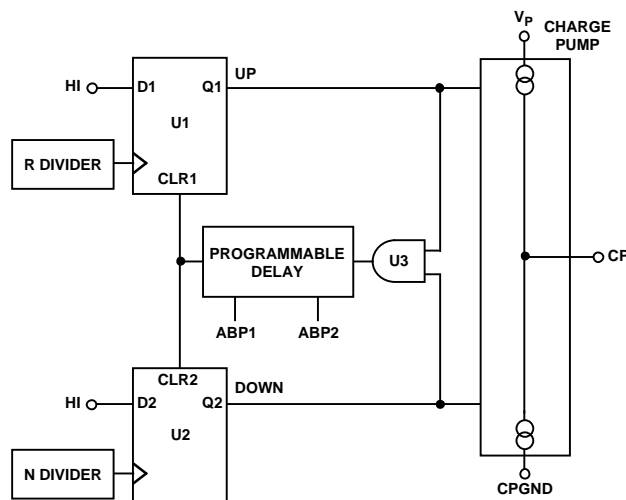 VP
CHARGE
PUMP
UP
HI
D1
Q1
U1
R DIVIDER
CLR1
PROGRAMMABLE
DELAY
U3
CP
ABP1
ABP2
CLR2
DOWN
HI
D2
Q2
U2
N DIVIDER
CPGND